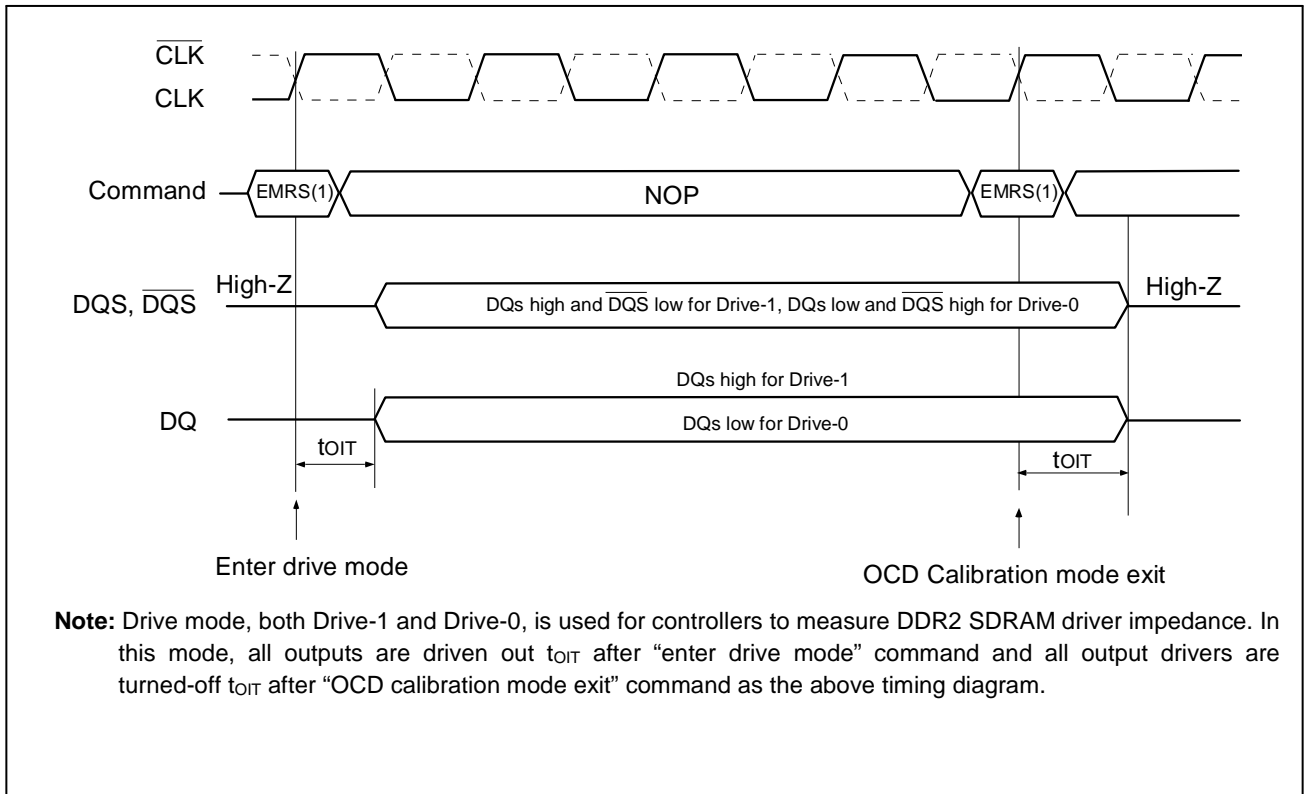 C̅L̅K̅
CLK
Command
EMRS(1)
NOP
EMRS(1)
DQS, D̅Q̅S̅
High-Z
DQs high and D̅Q̅S̅ low for Drive-1, DQs low and D̅Q̅S̅ high for Drive-0
High-Z
DQs high for Drive-1
DQ
DQs low for Drive-0
tOIT
tOIT
Enter drive mode
OCD Calibration mode exit
Note: Drive mode, both Drive-1 and Drive-0, is used for controllers to measure DDR2 SDRAM driver impedance. In
this mode, all outputs are driven out tOIT after “enter drive mode” command and all output drivers are
turned-off tOIT after “OCD calibration mode exit” command as the above timing diagram.